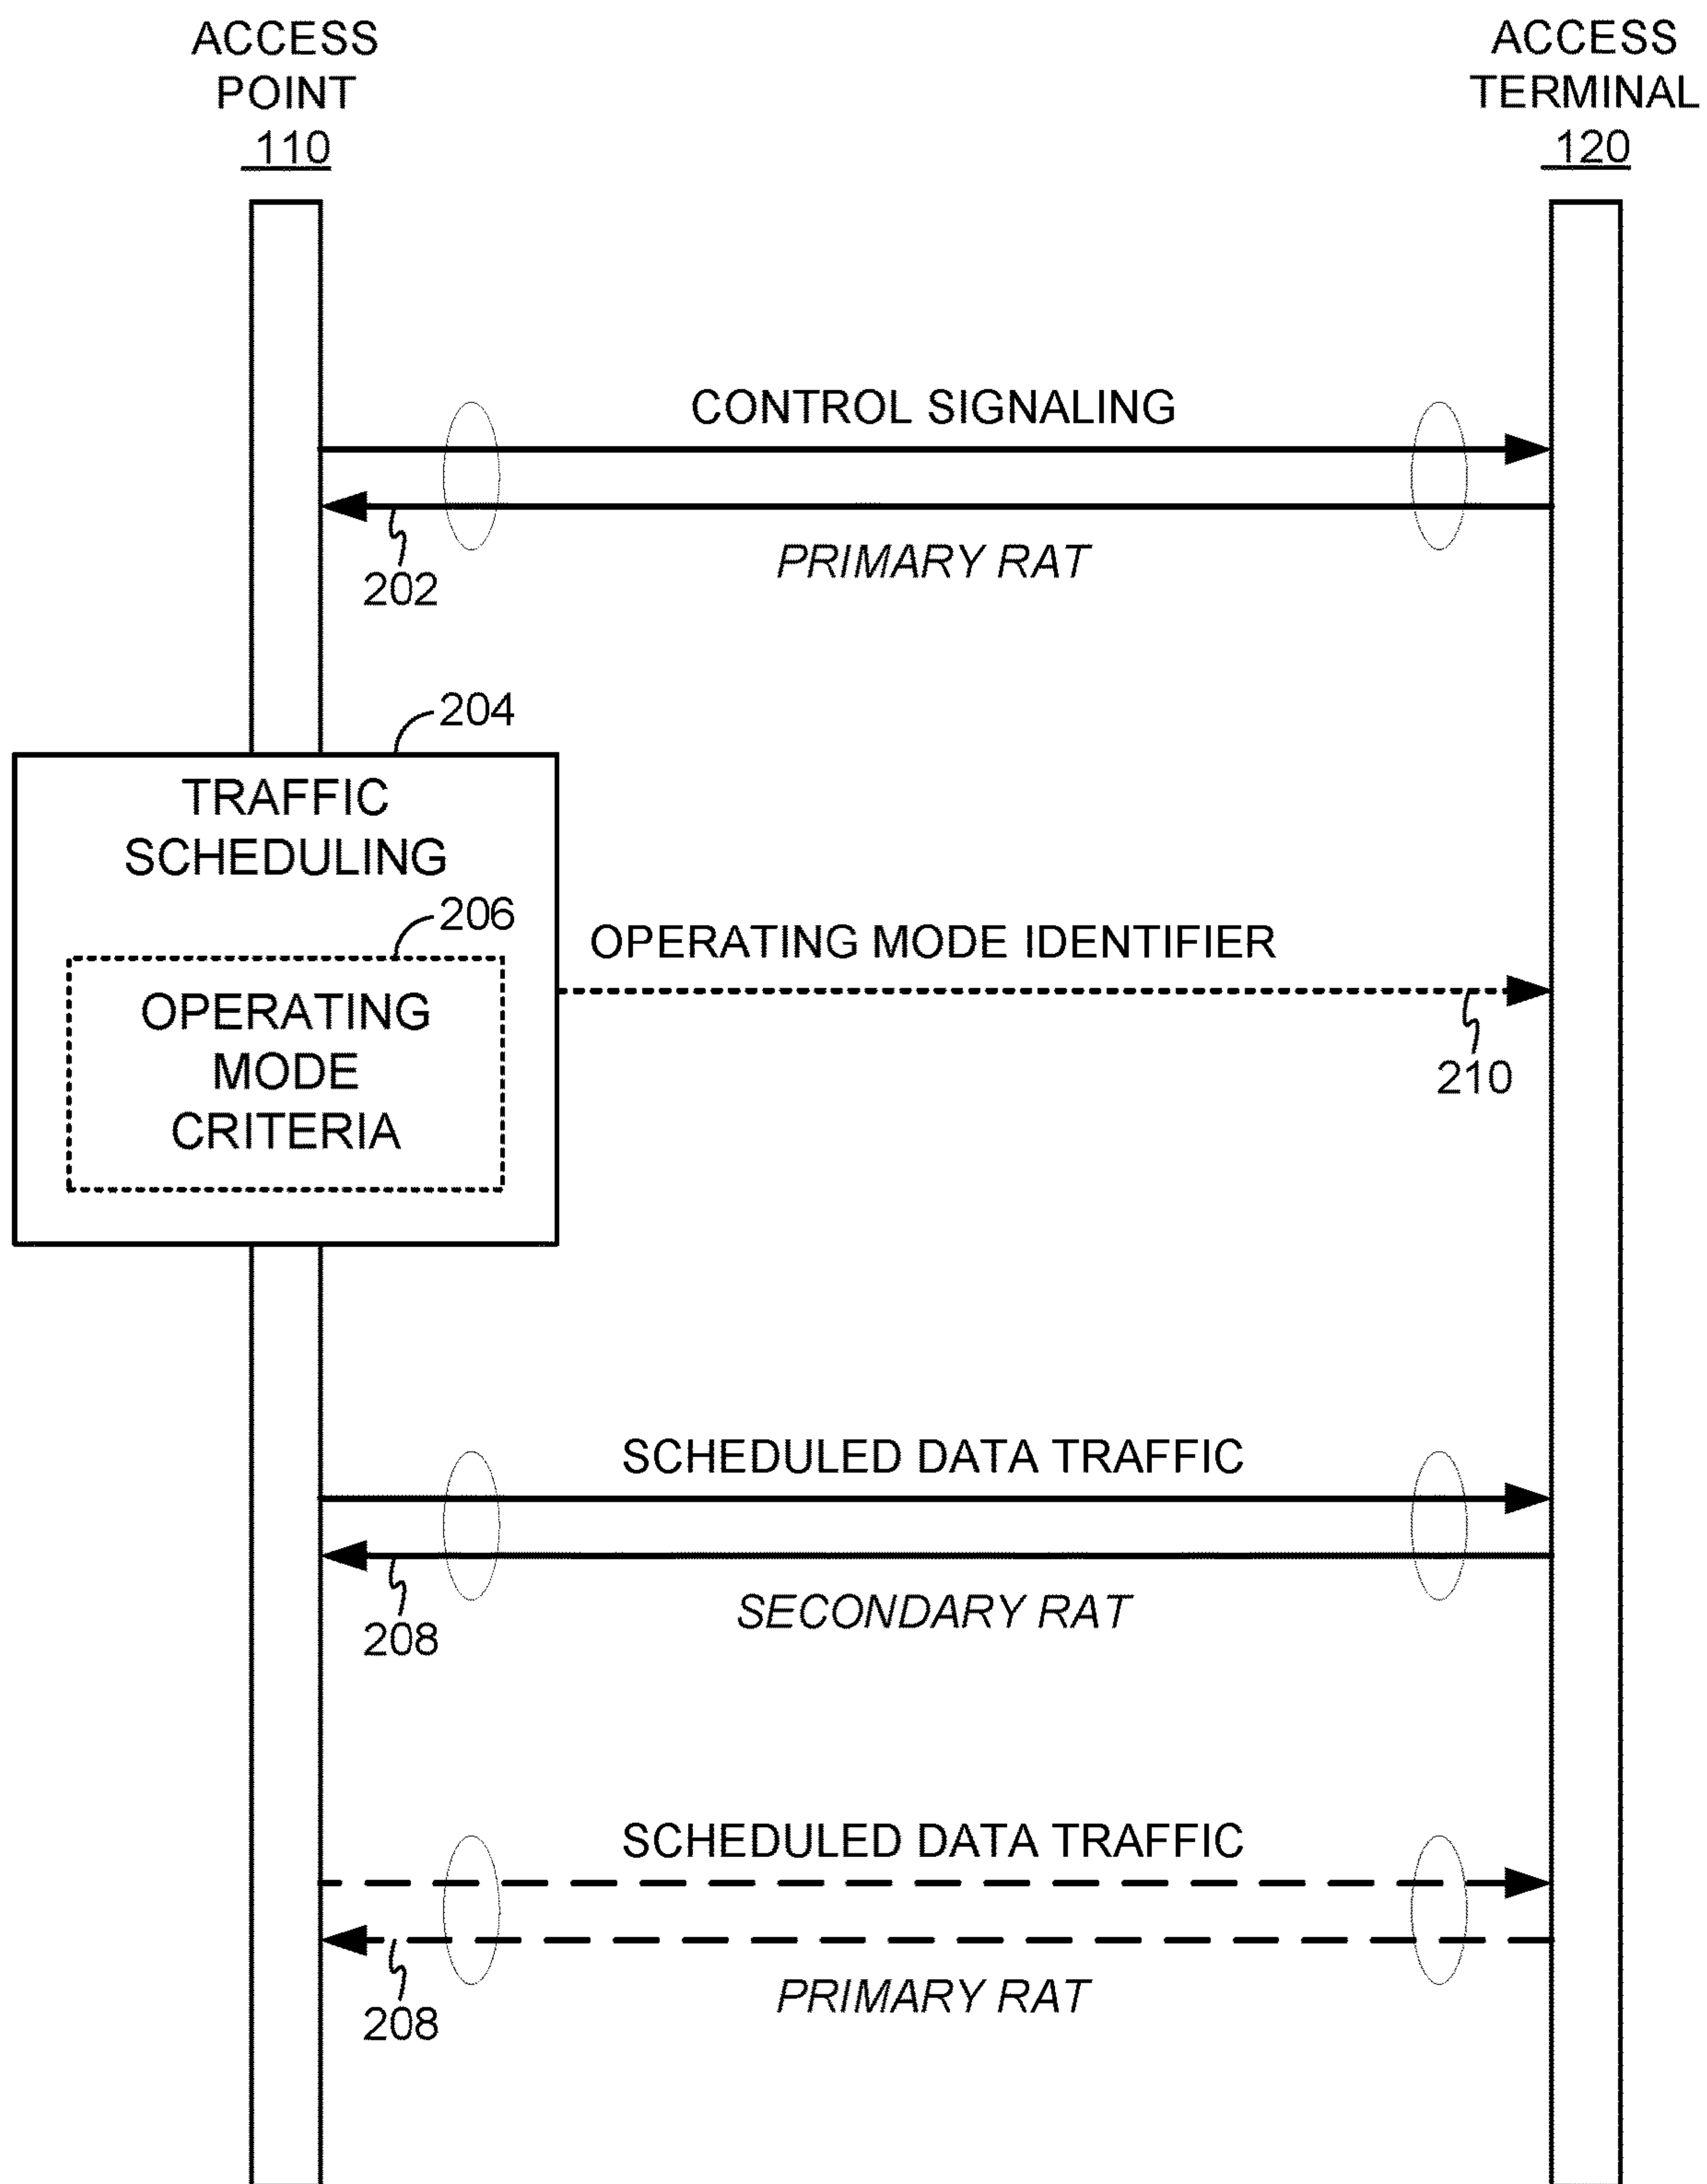 ACCESS
POINT
110
ACCESS
TERMINAL
120
CONTROL SIGNALING
202
PRIMARY RAT
204
TRAFFIC
SCHEDULING
206
OPERATING
MODE
CRITERIA
OPERATING MODE IDENTIFIER
210
SCHEDULED DATA TRAFFIC
208
SECONDARY RAT
SCHEDULED DATA TRAFFIC
208
PRIMARY RAT